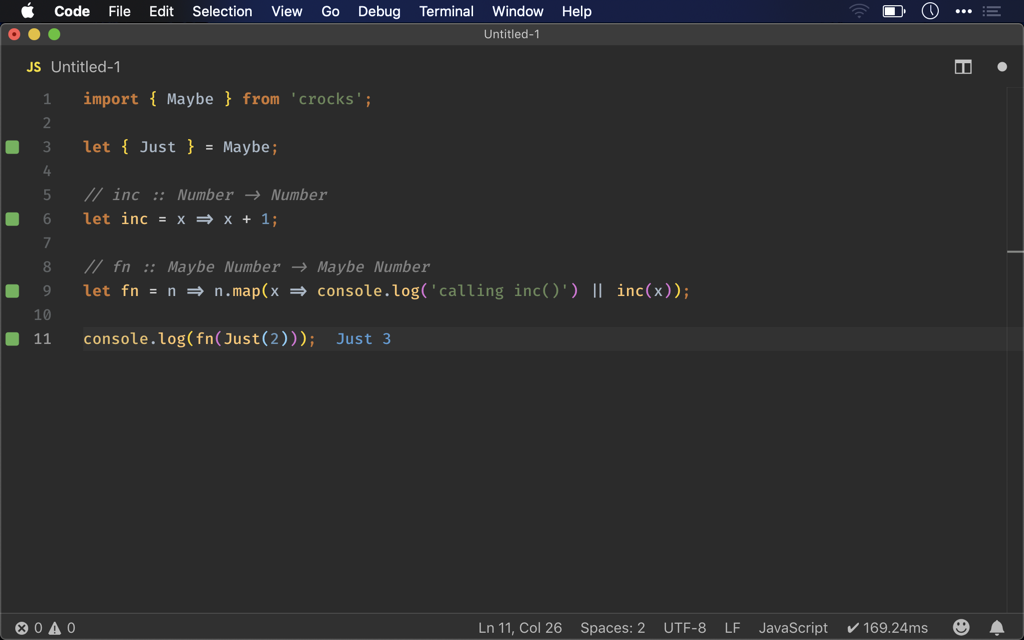 Code File Edit Selection View Go Debug Terminal Window Help
Untitled-1
JS Untitled-1
1 import { Maybe } from 'crocks';
2
3 let { Just } = Maybe;
4
5 // inc :: Number -> Number
6 let inc = x => x + 1;
7
8 // fn :: Maybe Number -> Maybe Number
9 let fn = n => n.map(x => console.log('calling inc()') || inc(x));
10
11 console.log(fn(Just(2))); Just 3
0 0 Ln 11, Col 26 Spaces: 2 UTF-8 LF JavaScript ✔ 169.24ms